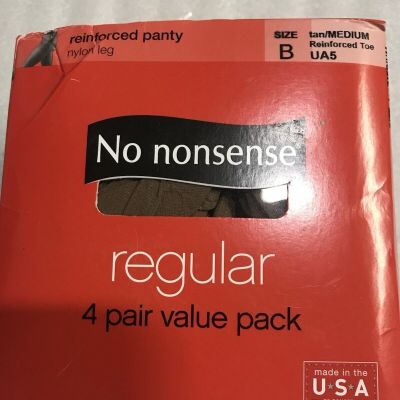 reinforced panty
nylon leg
SIZE
B
tan/MEDIUM
Reinforced Toe
UA5
No nonsense
regular
4 pair value pack
made in the
U★S★A